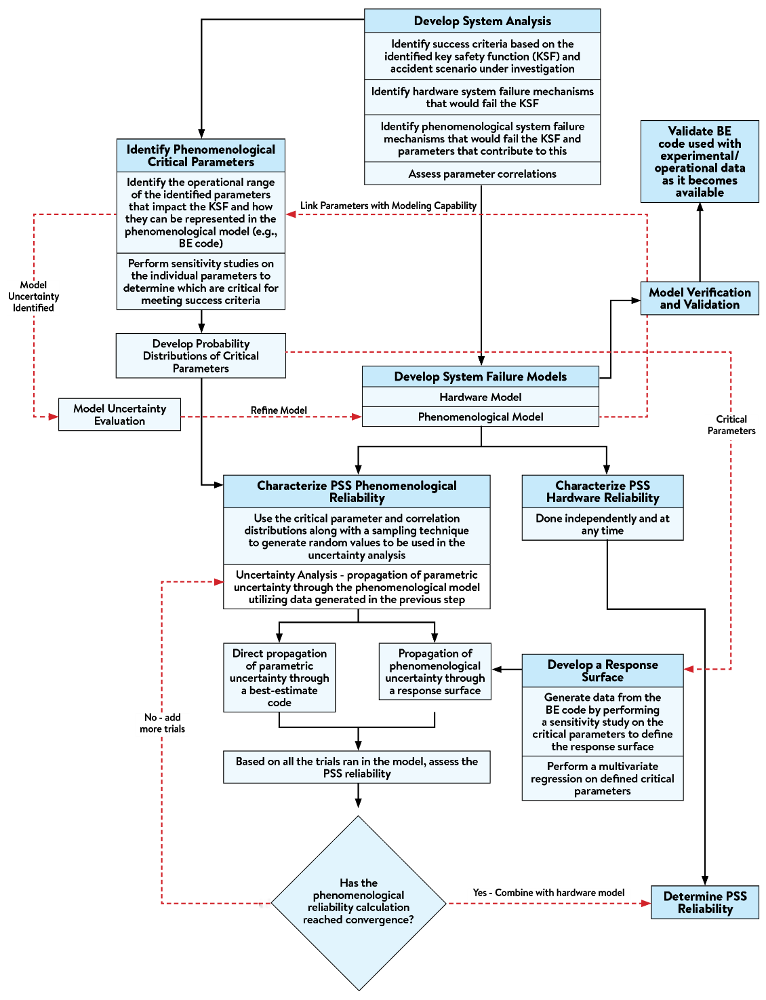 Develop System Analysis
Identify success criteria based on the
identified key safety function (KSF) and
accident scenario under investigation
Identify hardware system failure mechanisms
that would fail the KSF
Identify phenomenological system failure
mechanisms that would fail the KSF and
parameters that contribute to this
Assess parameter correlations
Validate BE
code used with
experimental/
operational data
as it becomes
available
Identify Phenomenological
Critical Parameters
Identify the operational range
of the identified parameters
that impact the KSF and how
they can be represented in the
phenomenological model (e.g.,
BE code)
Perform sensitivity studies on
the individual parameters to
determine which are critical for
meeting success criteria
Link Parameters with Modeling Capability
Model
Uncertainty
Identified
Model Verification
and Validation
Develop Probability
Distributions of Critical
Parameters
Develop System Failure Models
Hardware Model
Phenomenological Model
Model Uncertainty
Evaluation
Refine Model
Critical
Parameters
Characterize PSS Phenomenological
Reliability
Use the critical parameter and correlation
distributions along with a sampling technique
to generate random values to be used in the
uncertainty analysis
Uncertainty Analysis - propagation of parametric
uncertainty through the phenomenological model
utilizing data generated in the previous step
Characterize PSS
Hardware Reliability
Done independently and at
any time
Direct propagation
of parametric
uncertainty through
a best-estimate
code
Propagation of
phenomenological
uncertainty through
a response surface
Develop a Response
Surface
Generate data from the
BE code by performing
a sensitivity study on the
critical parameters to define
the response surface
Perform a multivariate
regression on defined critical
parameters
No - add
more trials
Based on all the trials ran in the model, assess the
PSS reliability
Has the
phenomenological
reliability calculation
reached convergence?
Yes - Combine with hardware model
Determine PSS
Reliability